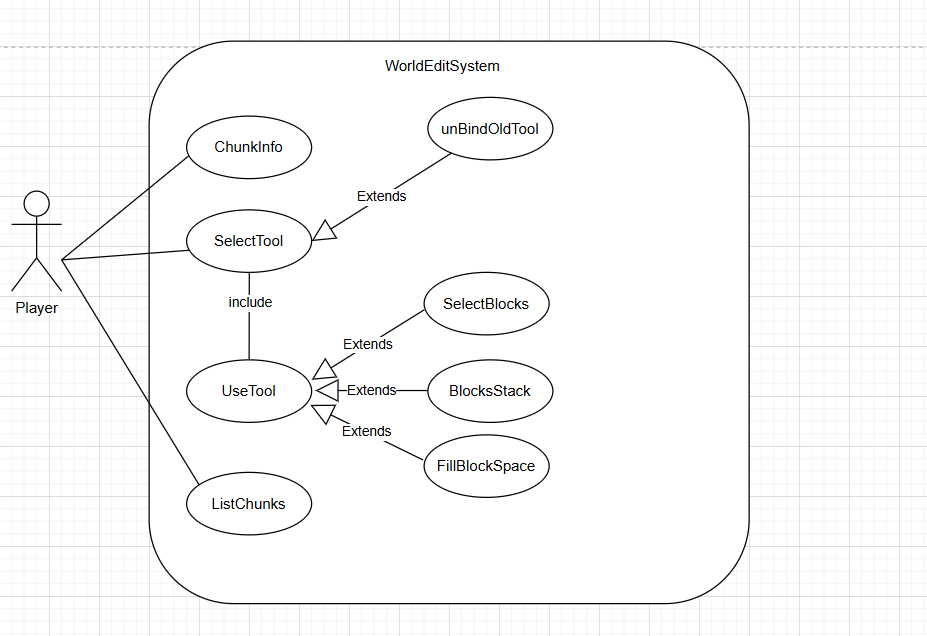 WorldEditSystem
unBindOldTool
ChunkInfo
Extends
SelectTool
Player
include
SelectBlocks
Extends
UseTool
Extends
BlocksStack
Extends
FillBlockSpace
ListChunks